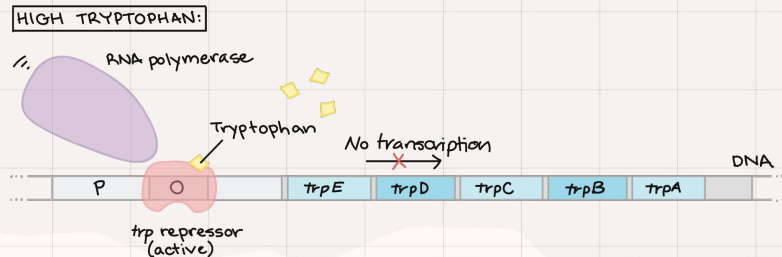 HIGH TRYPTOPHAN:
RNA polymerase
Tryptophan
No transcription
DNA
P
O
trpE
trpD
trpC
trpB
trpA
trp repressor
(active)